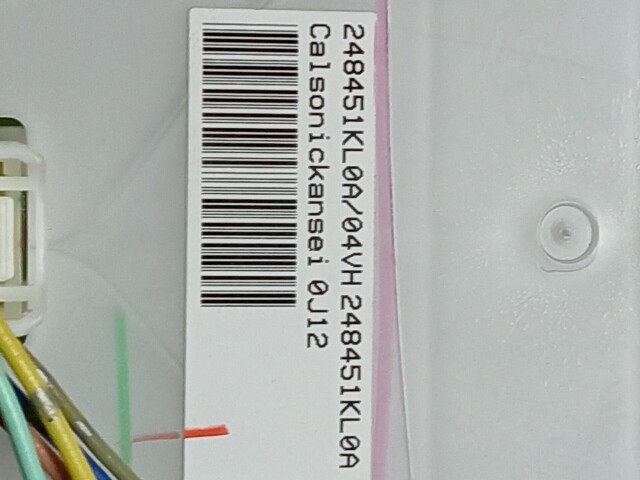 248451KL0A/04VH 248451KL0A
Calsonickansei 0J12